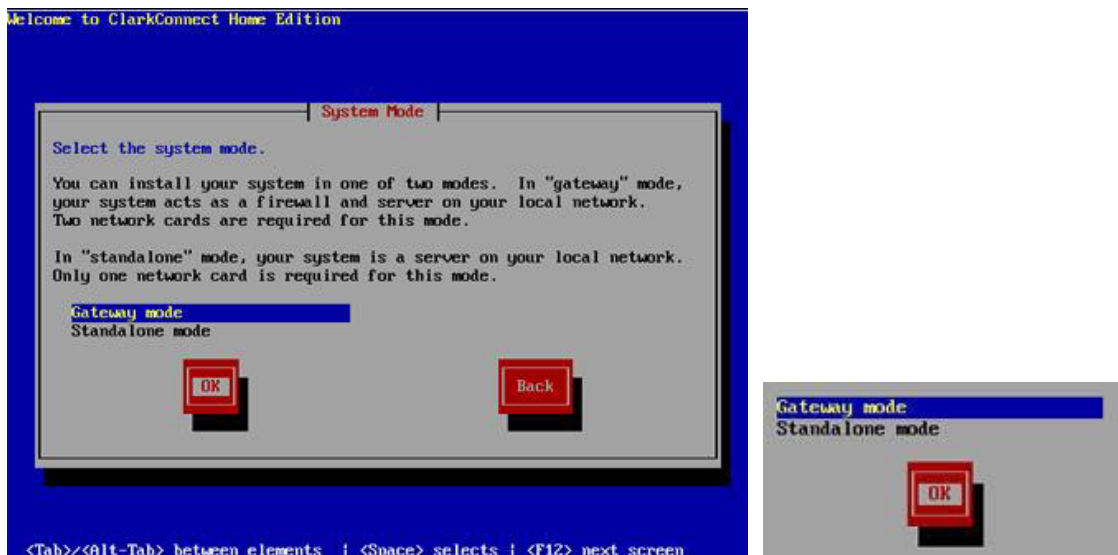 Welcome to ClarkConnect Home Edition
System Mode
Select the system mode.
You can install your system in one of two modes. In "gateway" mode,
your system acts as a firewall and server on your local network.
Two network cards are required for this mode.
In "standalone" mode, your system is a server on your local network.
Only one network card is required for this mode.
Gateway mode
Standalone mode
OK Back
<Tab>/<Alt-Tab> between elements | <Space> selects | <F12> next screen
Gateway mode
Standalone mode
OK